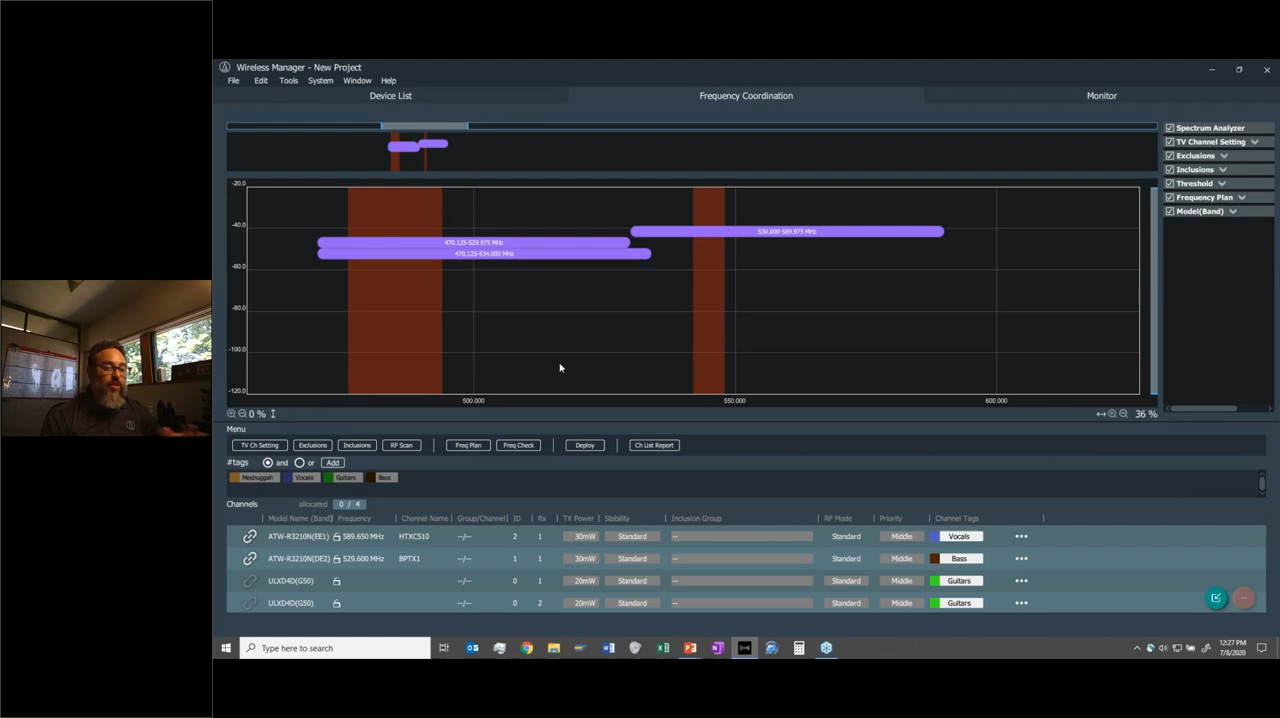 Wireless Manager - New Project
File Edit Tools System Window Help
Device List Frequency Coordination Monitor
Spectrum Analyzer
TV Channel Setting
Exclusions
Inclusions
Threshold
Frequency Plan
Model(Band)
-20.0
-40.0
530.000-589.975 MHz
470.125-529.975 MHz
470.125-534.000 MHz
-60.0
-80.0
-100.0
-120.0
500.000 550.000 600.000
0 % 36 %
Menu
TV Ch Setting Exclusions Inclusions RF Scan Freq Plan Freq Check Deploy Ch List Report
#tags and or Add
Meshuggah Vocals Guitars Bass
Channels allocated 0 / 4
Model Name (Band) Frequency Channel Name Group/Channel ID Rx TX Power Stability Inclusion Group RF Mode Priority Channel Tags
ATW-R3210N(EE1) 589.650 MHz HTXC510 --/-- 2 1 30mW Standard -- Standard Middle Vocals •••
ATW-R3210N(DE2) 529.600 MHz BPTX1 --/-- 1 1 30mW Standard -- Standard Middle Bass •••
ULXD4D(G50) --/-- 0 1 20mW Standard -- Standard Middle Guitars •••
ULXD4D(G50) --/-- 0 2 20mW Standard -- Standard Middle Guitars •••
Type here to search
12:27 PM
7/8/2020